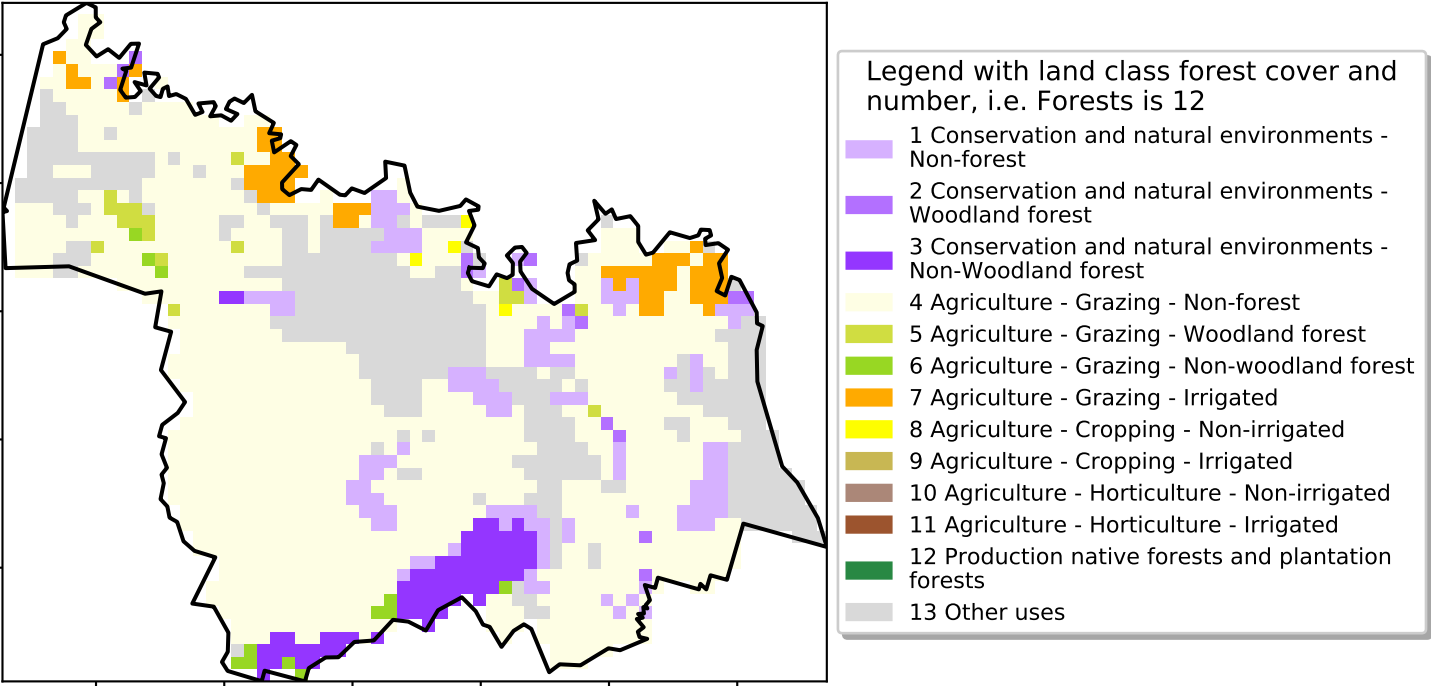 Legend with land class forest cover and
number, i.e. Forests is 12
1 Conservation and natural environments -
Non-forest
2 Conservation and natural environments -
Woodland forest
3 Conservation and natural environments -
Non-Woodland forest
4 Agriculture - Grazing - Non-forest
5 Agriculture - Grazing - Woodland forest
6 Agriculture - Grazing - Non-woodland forest
7 Agriculture - Grazing - Irrigated
8 Agriculture - Cropping - Non-irrigated
9 Agriculture - Cropping - Irrigated
10 Agriculture - Horticulture - Non-irrigated
11 Agriculture - Horticulture - Irrigated
12 Production native forests and plantation
forests
13 Other uses